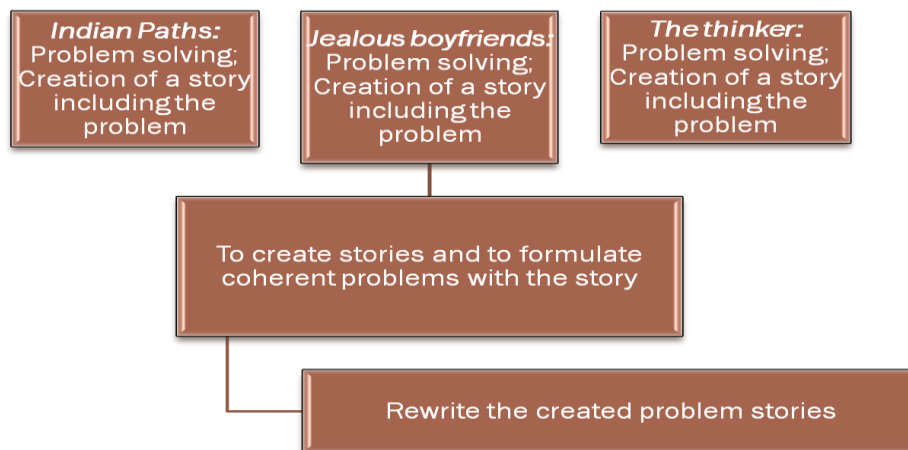 Indian Paths:
Problem solving;
Creation of a story
including the
problem
Jealous boyfriends:
Problem solving;
Creation of a story
including the
problem
The thinker:
Problem solving;
Creation of a story
including the
problem
To create stories and to formulate
coherent problems with the story
Rewrite the created problem stories